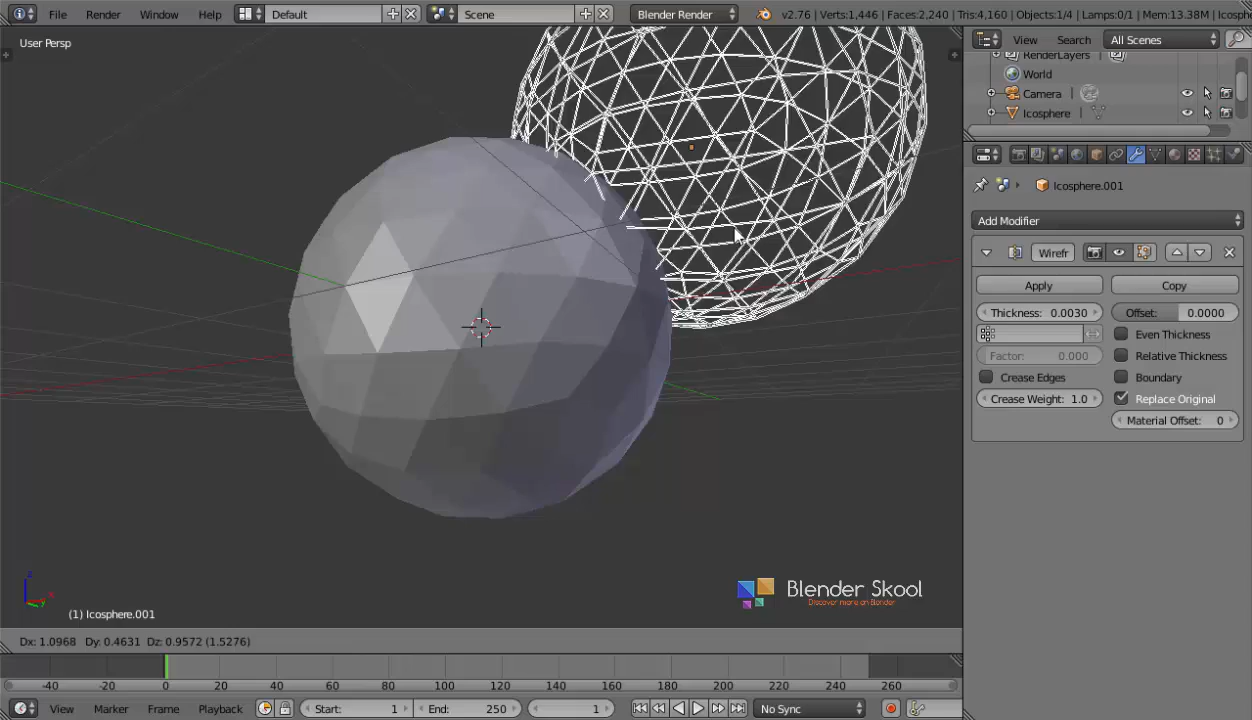 File Render Window Help Default Scene Blender Render v2.76 | Verts:1,446 | Faces:2,240 | Tris:4,160 | Objects:1/4 | Lamps:0/1 | Mem:13.38M | Icosph
User Persp
View Search All Scenes
RenderLayers
World
Camera
Icosphere
Icosphere.001
Add Modifier
Wirefr
Apply Copy
Thickness: 0.0030 Offset: 0.0000
Even Thickness
Factor: 0.000 Relative Thickness
Crease Edges Boundary
Crease Weight: 1.0 Replace Original
Material Offset: 0
z
x
y
Blender Skool
Discover more on Blender
(1) Icosphere.001
Dx: 1.0968 Dy: 0.4631 Dz: 0.9572 (1.5276)
-40 -20 0 20 40 60 80 100 120 140 160 180 200 220 240 260
View Marker Frame Playback Start: 1 End: 250 1 No Sync